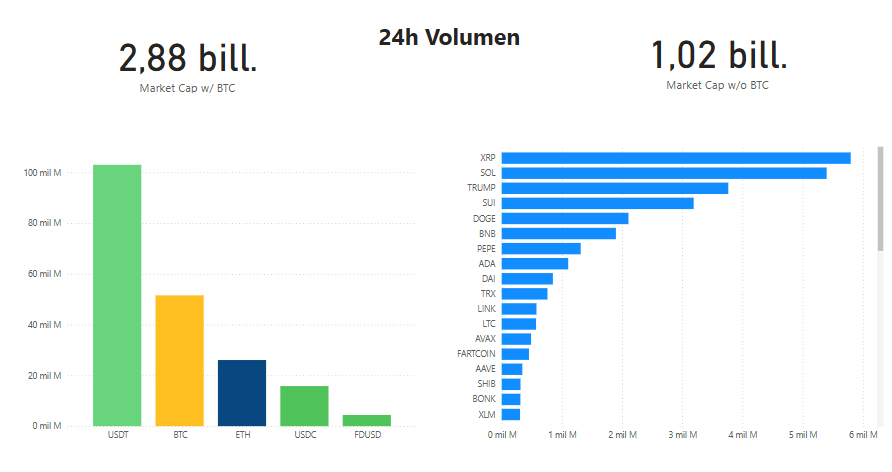 24h Volumen
2,88 bill.
Market Cap w/ BTC
1,02 bill.
Market Cap w/o BTC
100 mil M
80 mil M
60 mil M
40 mil M
20 mil M
0 mil M
USDT
BTC
ETH
USDC
FDUSD
XRP
SOL
TRUMP
SUI
DOGE
BNB
PEPE
ADA
DAI
TRX
LINK
LTC
AVAX
FARTCOIN
AAVE
SHIB
BONK
XLM
0 mil M
1 mil M
2 mil M
3 mil M
4 mil M
5 mil M
6 mil M